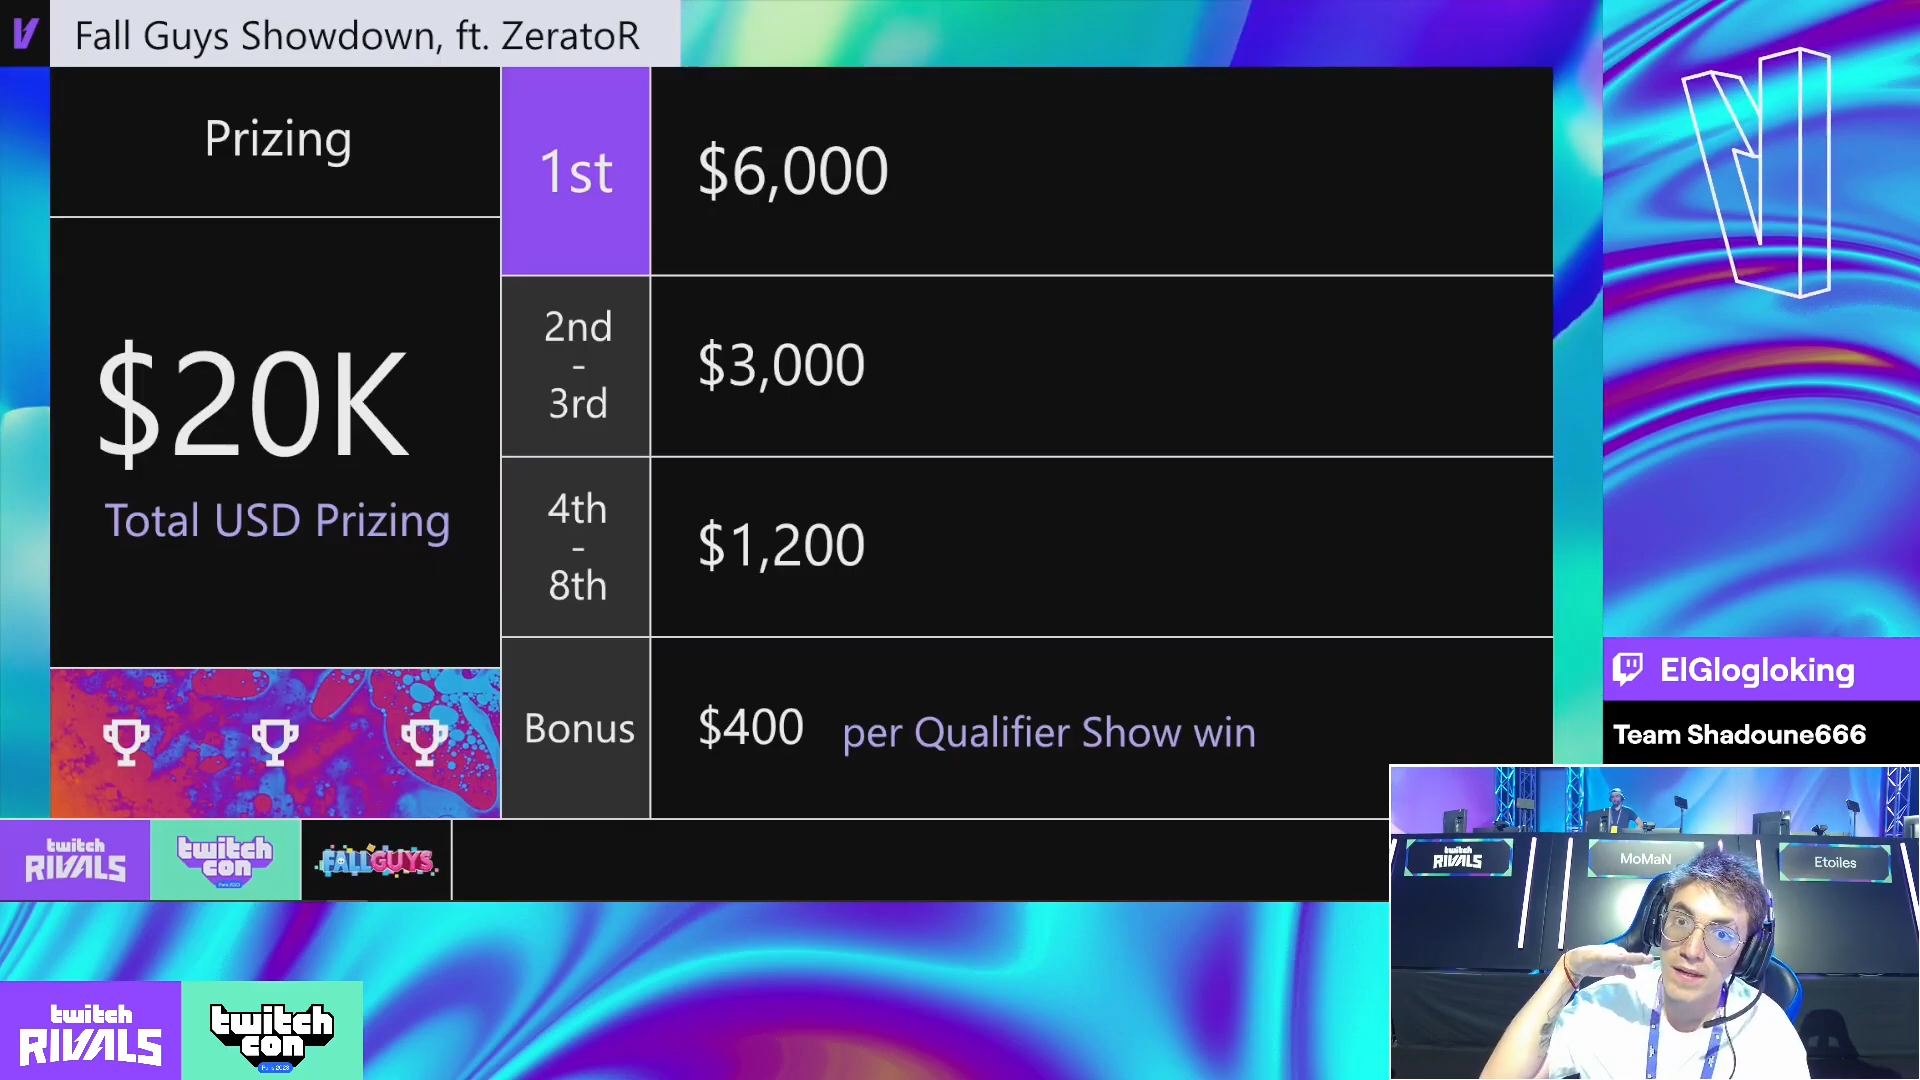 Fall Guys Showdown, ft. ZeratoR
Prizing
$20K
Total USD Prizing
1st
$6,000
2nd
-
3rd
$3,000
4th
-
8th
$1,200
Bonus
$400 per Qualifier Show win
twitch
RIVALS
twitch
con
FALL GUYS
ElGlogloking
Team Shadoune666
twitch
RIVALS
MoMaN
Etoiles
twitch
RIVALS
twitch
con
Paris 2023